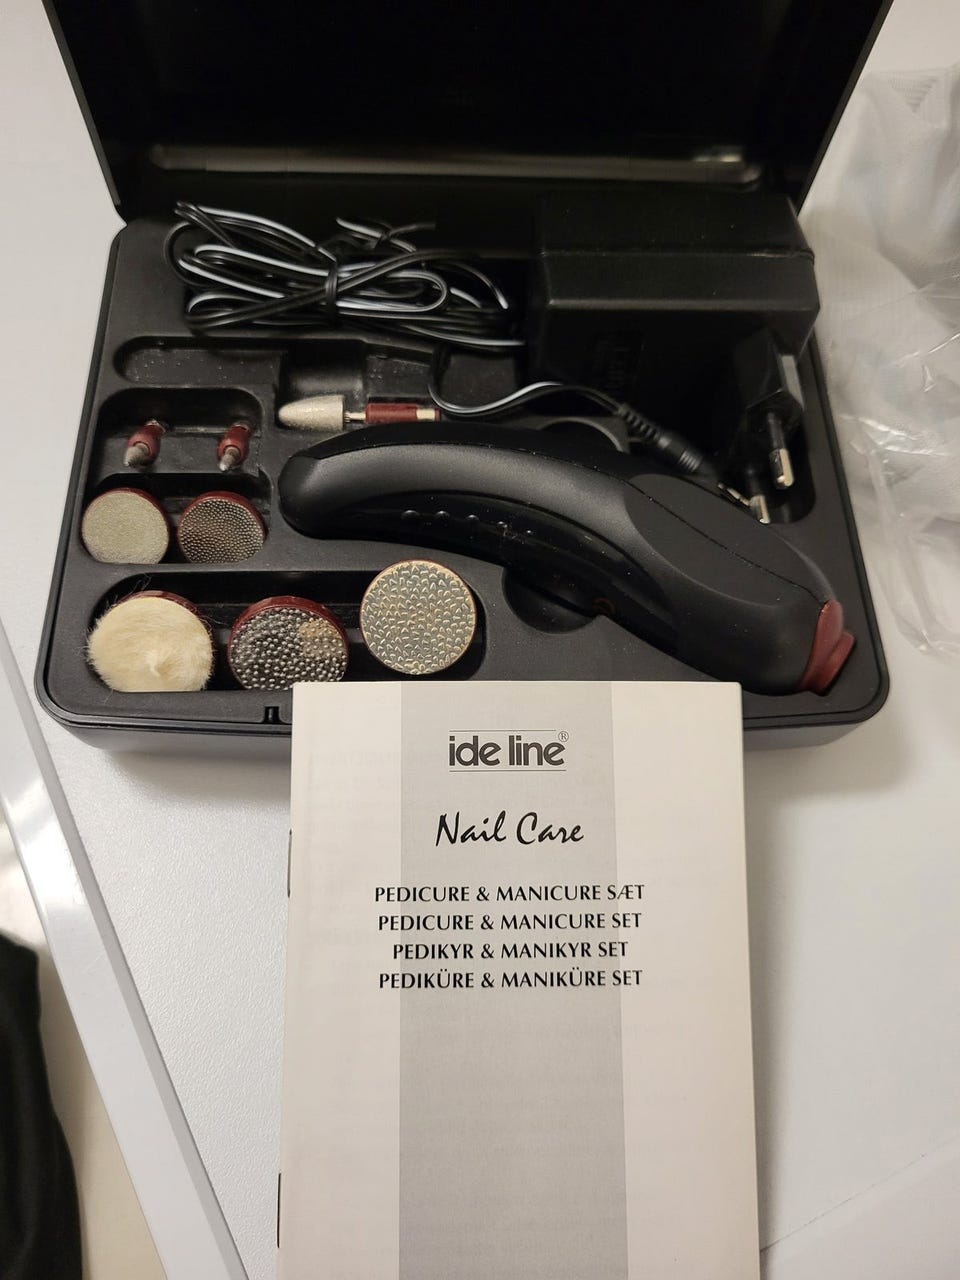 ide line®
Nail Care
PEDICURE & MANICURE SÆT
PEDICURE & MANICURE SET
PEDIKYR & MANIKYR SET
PEDIKÜRE & MANIKÜRE SET